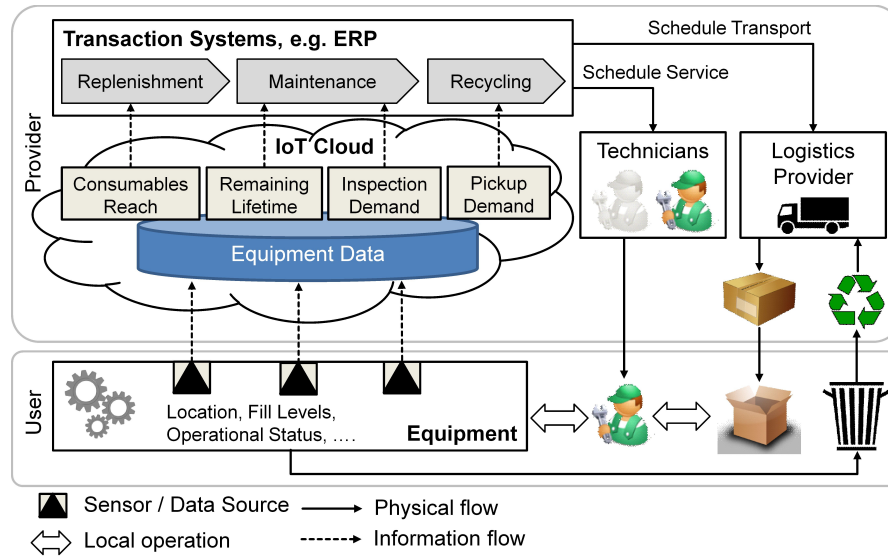 Transaction Systems, e.g. ERP
Replenishment
Maintenance
Recycling
Schedule Transport
Schedule Service
Provider
IoT Cloud
Consumables
Reach
Remaining
Lifetime
Inspection
Demand
Pickup
Demand
Equipment Data
Technicians
Logistics
Provider
User
Location, Fill Levels,
Operational Status, ....
Equipment
Sensor / Data Source
Physical flow
Local operation
Information flow